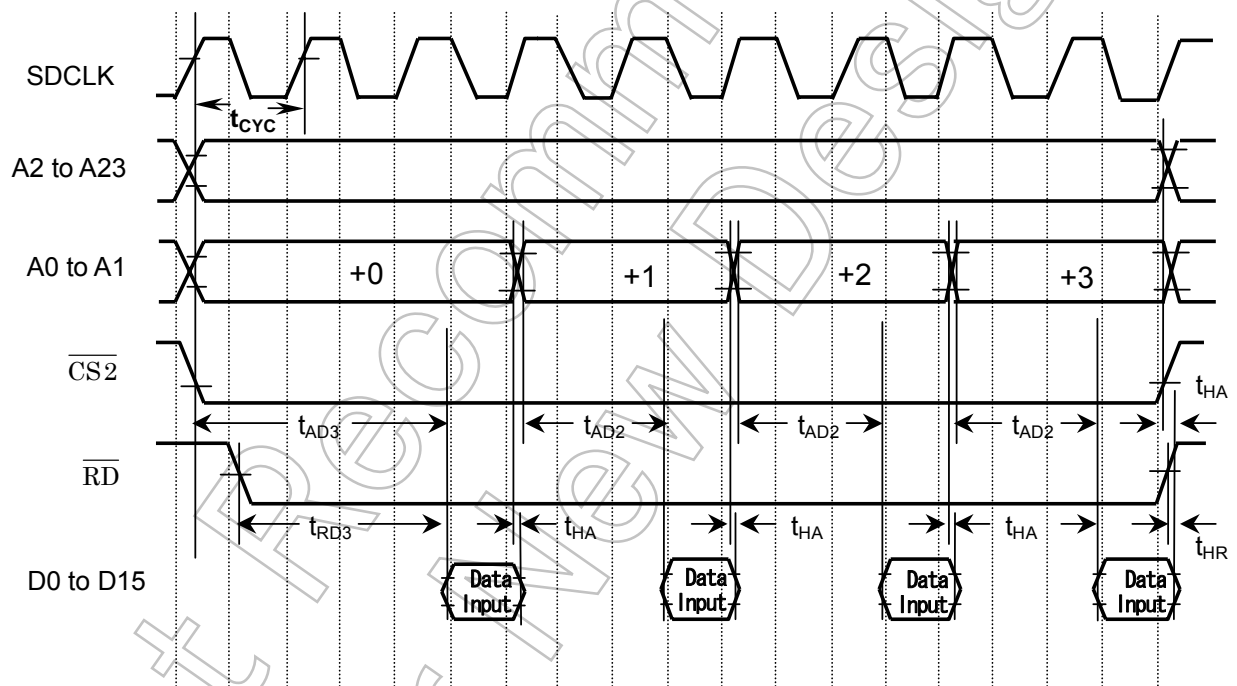 SDCLK
tCYC
A2 to A23
A0 to A1
+0
+1
+2
+3
CS2
tHA
tAD3
tAD2
tAD2
tAD2
RD
tRD3
tHA
tHA
tHA
tHR
D0 to D15
Data Input
Data Input
Data Input
Data Input